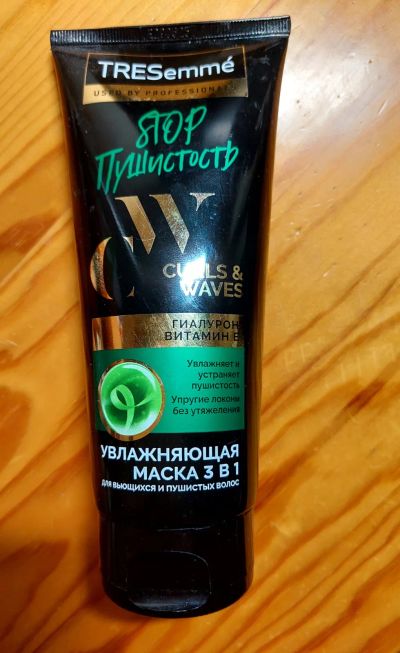 TRESemmé
USED BY PROFESSIONALS
STOP
Пушистость
CW
CURLS &
WAVES
ГИАЛУРОН
ВИТАМИН Е
Увлажняет и
устраняет
пушистость
Упругие локоны
без утяжеления
УВЛАЖНЯЮЩАЯ
МАСКА 3 В 1
ДЛЯ ВЬЮЩИХСЯ И ПУШИСТЫХ ВОЛОС